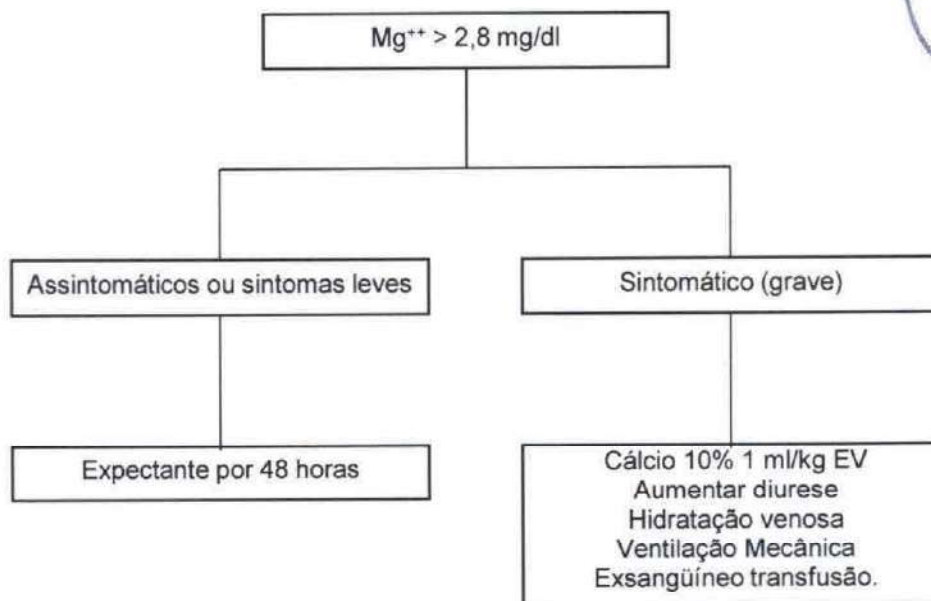 Mg⁺⁺ > 2,8 mg/dl
Assintomáticos ou sintomas leves
Sintomático (grave)
Expectante por 48 horas
Cálcio 10% 1 ml/kg EV
Aumentar diurese
Hidratação venosa
Ventilação Mecânica
Exsangüíneo transfusão.